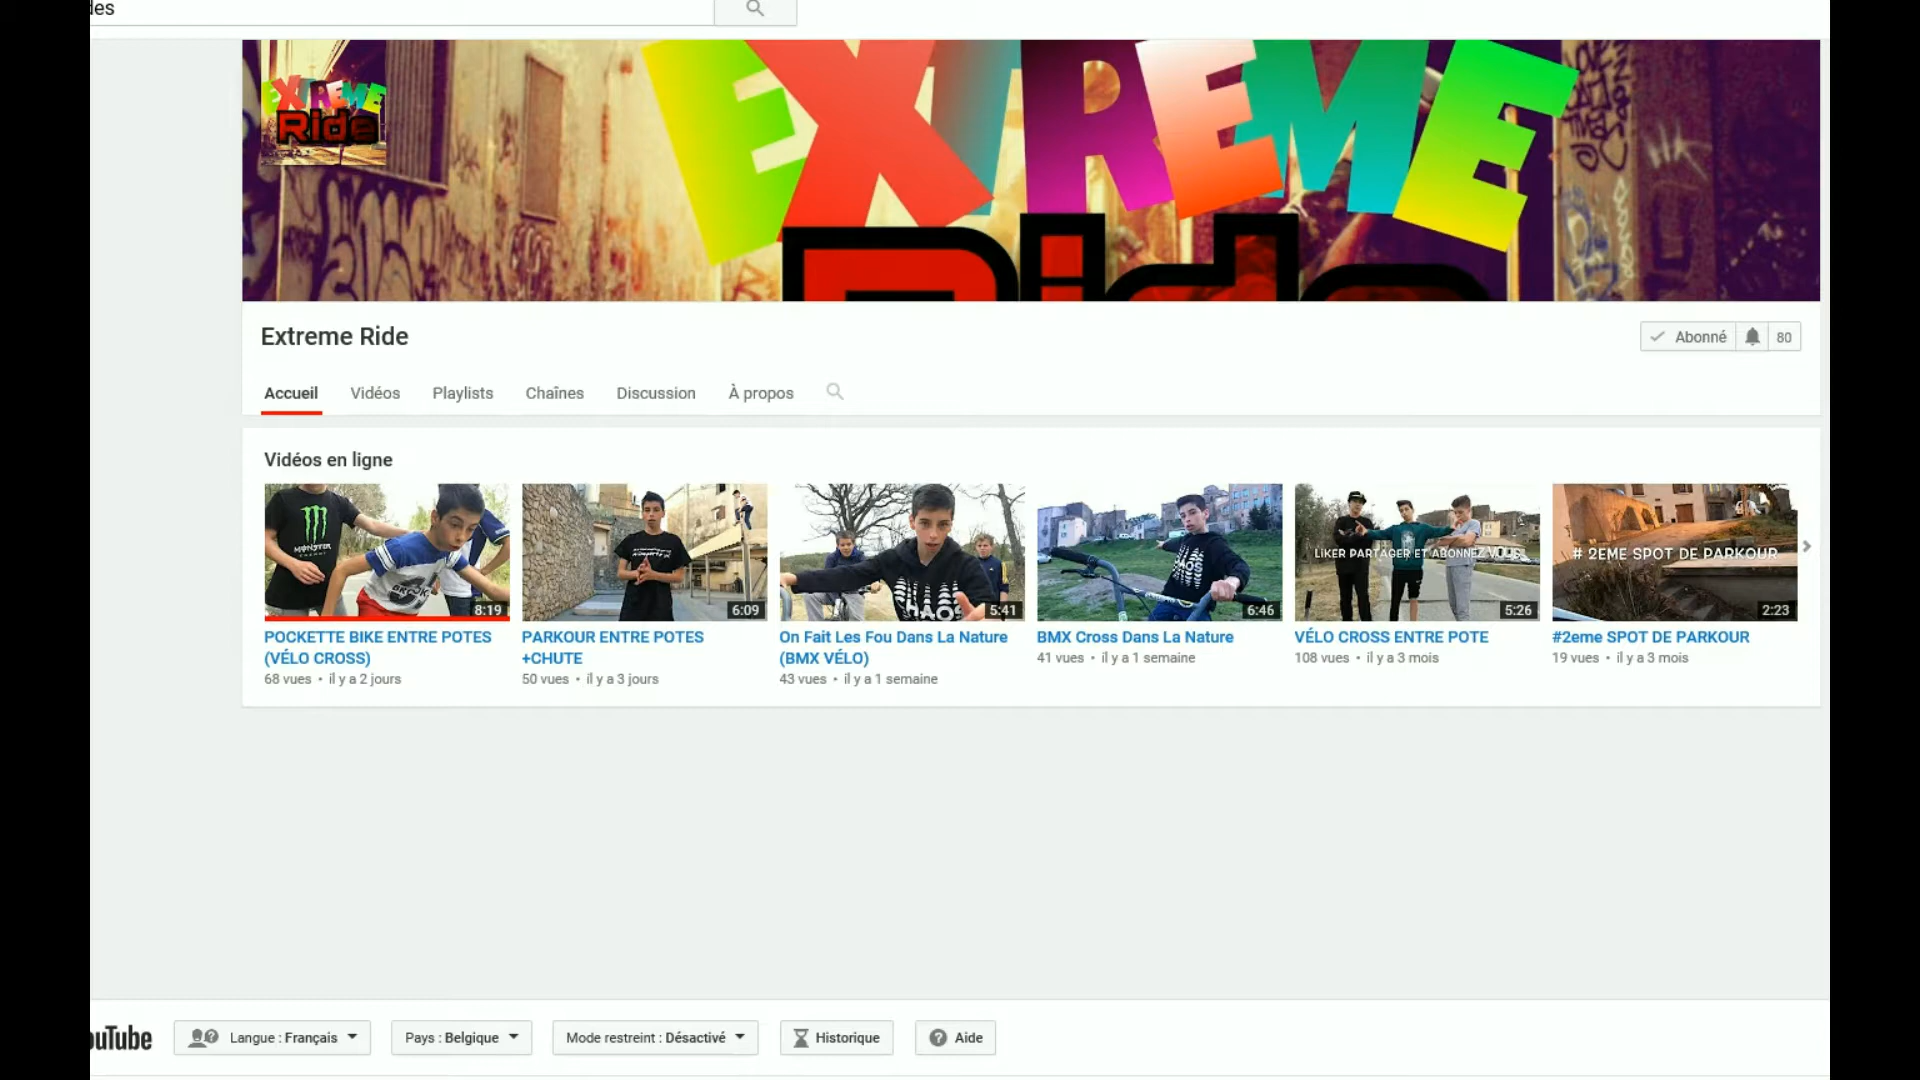 des
EXTREME
Ride
EXTREME
Ride
Extreme Ride
Abonné
80
Accueil
Vidéos
Playlists
Chaînes
Discussion
À propos
Vidéos en ligne
MONSTER
LIKER PARTAGER ET ABONNEZ VOUS
# 2EME SPOT DE PARKOUR
CHAOS
8:19
6:09
5:41
6:46
5:26
2:23
POCKETTE BIKE ENTRE POTES
(VÉLO CROSS)
68 vues • il y a 2 jours
PARKOUR ENTRE POTES
+CHUTE
50 vues • il y a 3 jours
On Fait Les Fou Dans La Nature
(BMX VÉLO)
43 vues • il y a 1 semaine
BMX Cross Dans La Nature
41 vues • il y a 1 semaine
VÉLO CROSS ENTRE POTE
108 vues • il y a 3 mois
#2eme SPOT DE PARKOUR
19 vues • il y a 3 mois
ouTube
Langue : Français
Pays : Belgique
Mode restreint : Désactivé
Historique
Aide